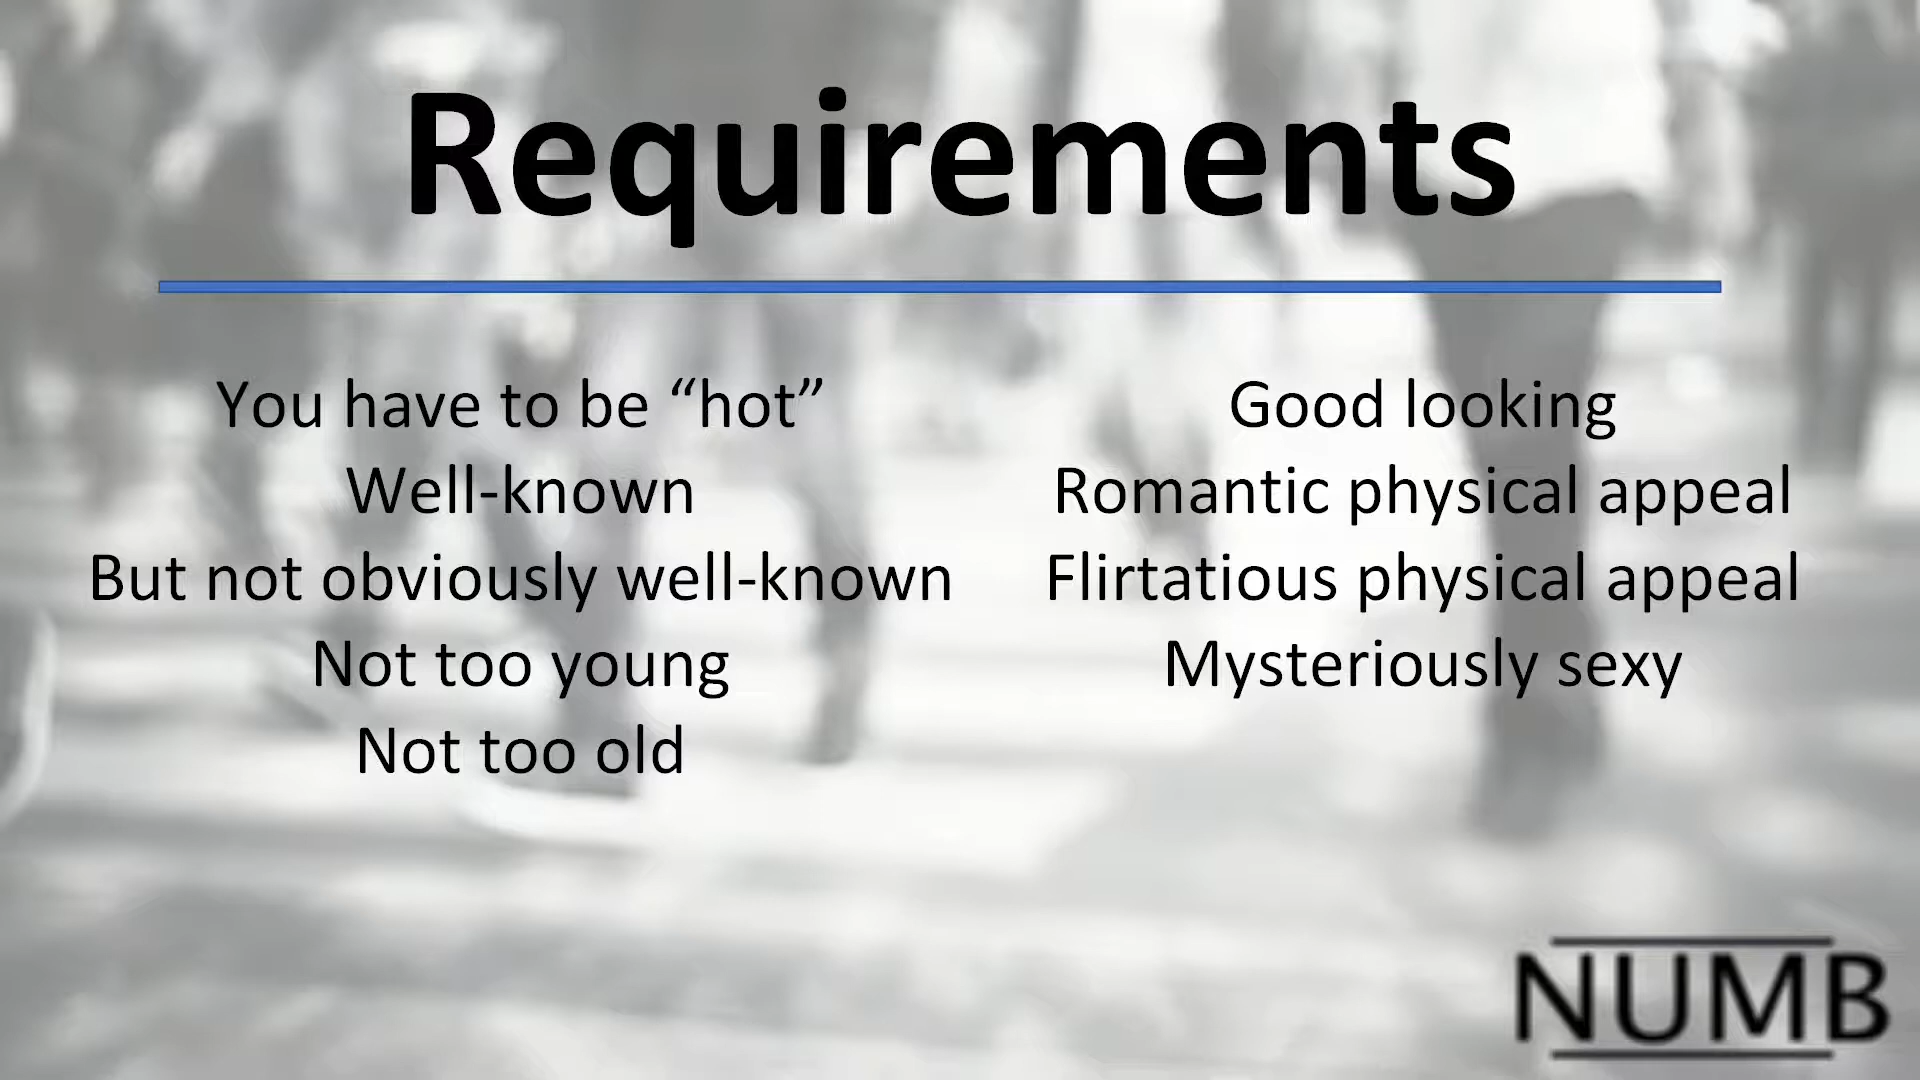 Requirements
You have to be “hot”
Well-known
But not obviously well-known
Not too young
Not too old
Good looking
Romantic physical appeal
Flirtatious physical appeal
Mysteriously sexy
NUMB